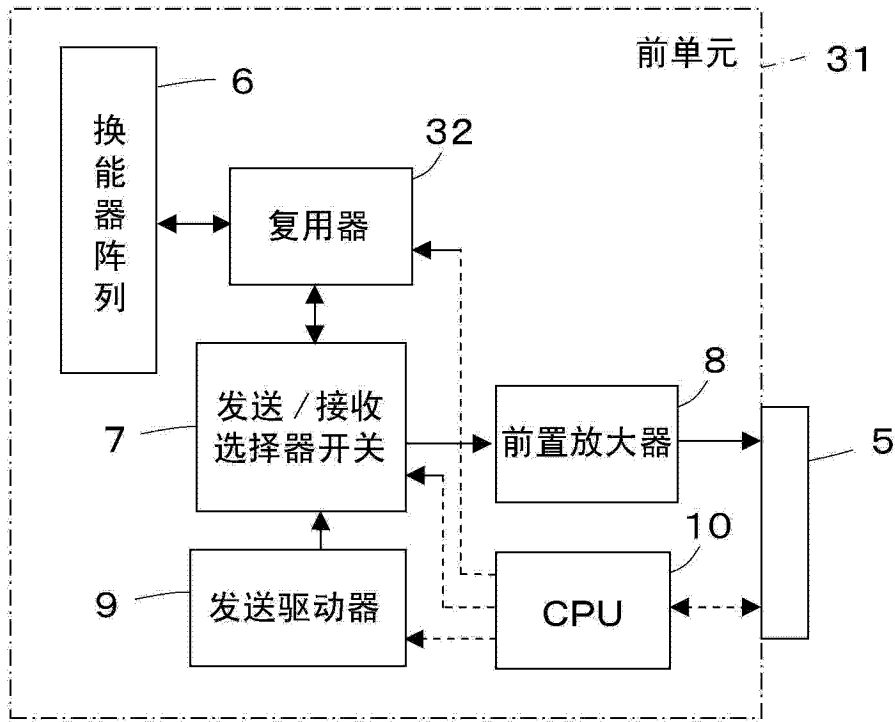 前单元
31
6
换能器阵列
32
复用器
发送/接收
选择器开关
7
8
前置放大器
5
10
CPU
9
发送驱动器